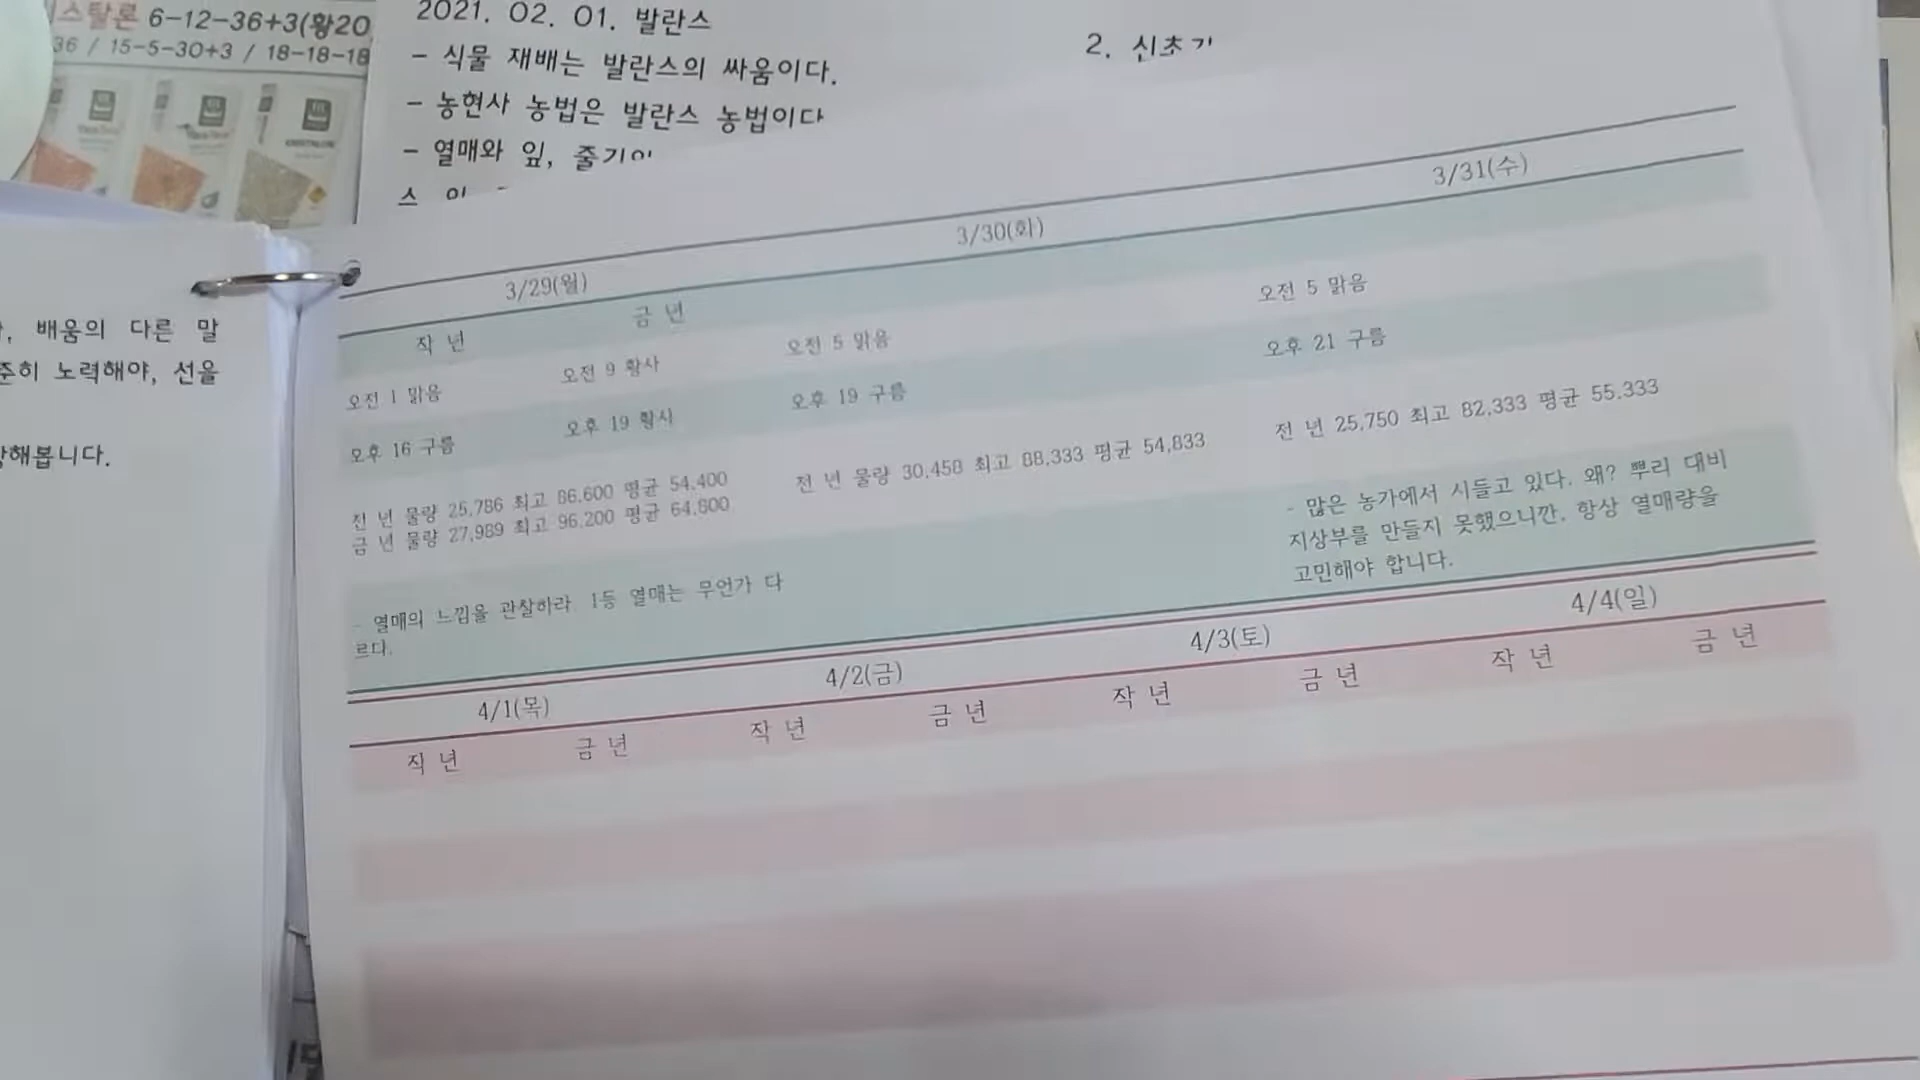 스탈론 6-12-36+3(황20
36 / 15-5-30+3 / 18-18-18
2021. 02. 01. 발란스
- 식물 재배는 발란스의 싸움이다.
- 농현사 농법은 발란스 농법이다
- 열매와 잎,
스
2. 신초
배움의 다른 말
준히 노력해야, 선을
해봅니다.
3/29(월) 3/30(화) 3/31(수)
작 년 금 년
오전 1 맑음 오전 9 황사 오전 5 맑음 오전 5 맑음
오후 16 구름 오후 19 황사 오후 19 구름 오후 21 구름
전 년 물량 25,786 최고 86,600 평균 54,400 전 년 물량 30,458 최고 88,333 평균 54,833 전 년 25,750 최고 82,333 평균 55,333
금 년 물량 27,989 최고 96,200 평균 64,800
- 열매의 느낌을 관찰하라 1등 열매는 무언가 다
르다.
- 많은 농가에서 시들고 있다. 왜? 뿌리 대비
지상부를 만들지 못했으니깐. 항상 열매량을
고민해야 합니다.
4/1(목) 4/2(금) 4/3(토) 4/4(일)
작 년 금 년 작 년 금 년 작 년 금 년 작 년 금 년